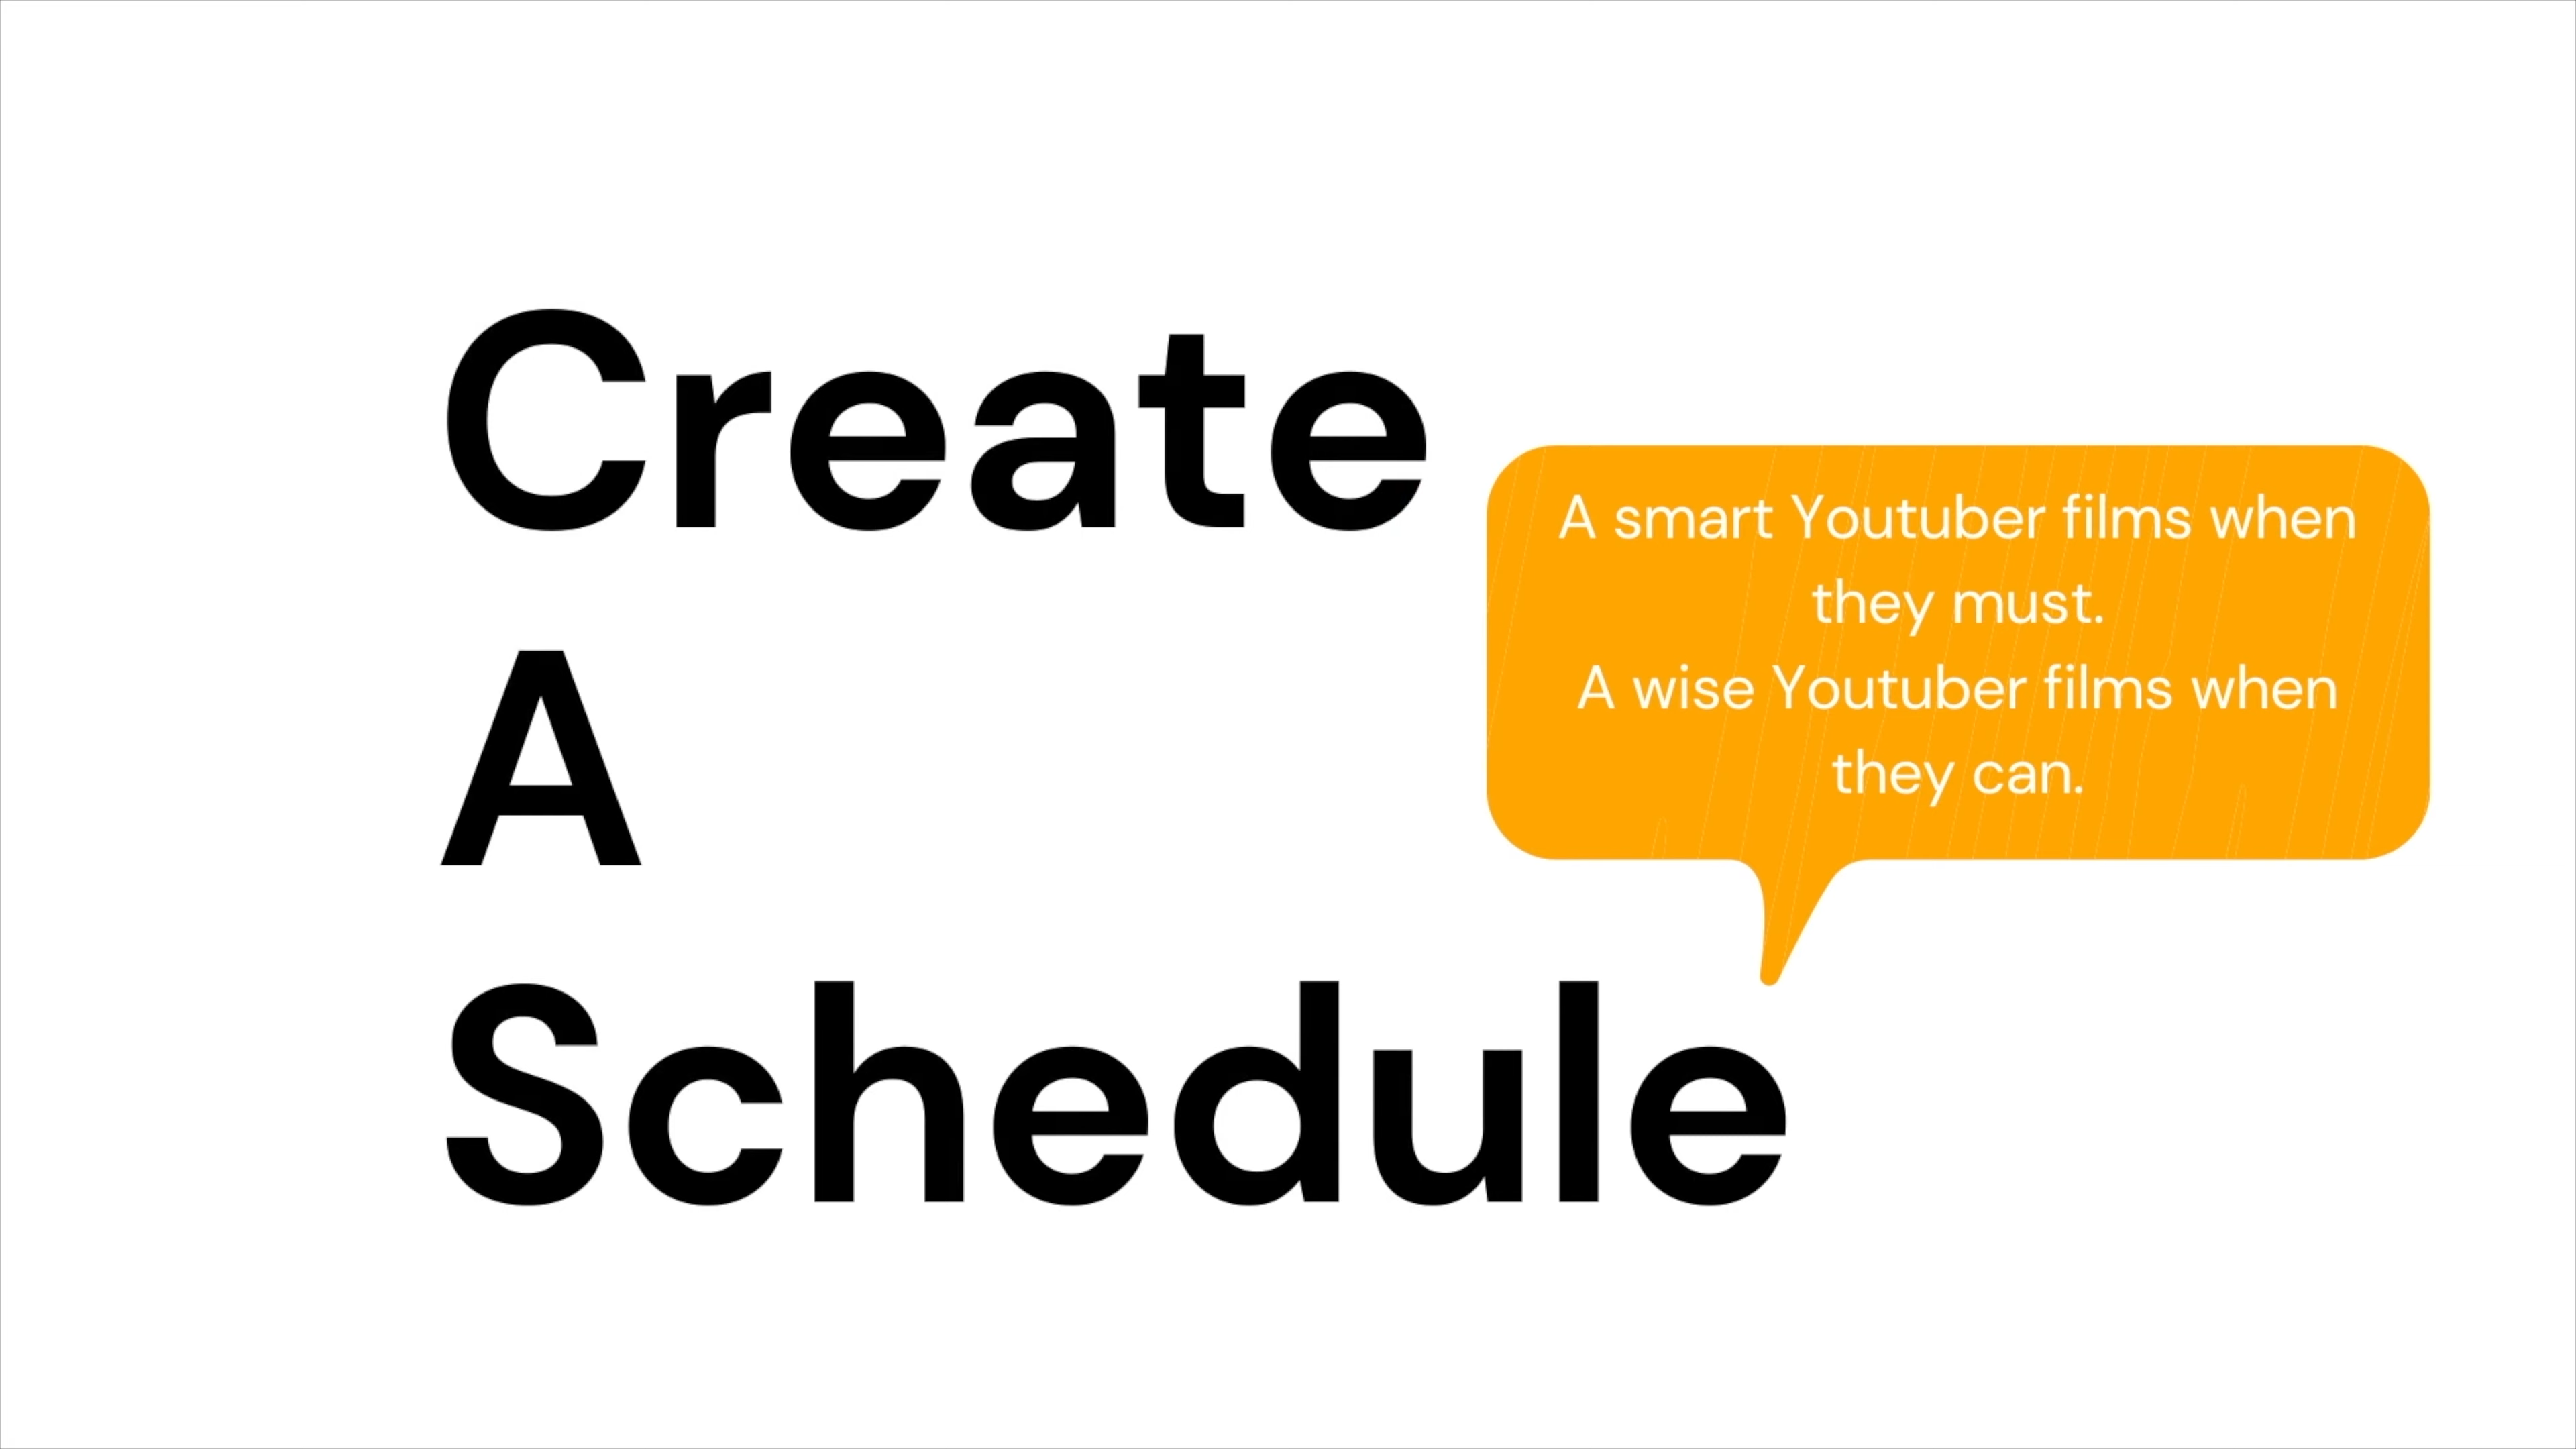 Create
A
Schedule
A smart Youtuber films when
they must.
A wise Youtuber films when
they can.